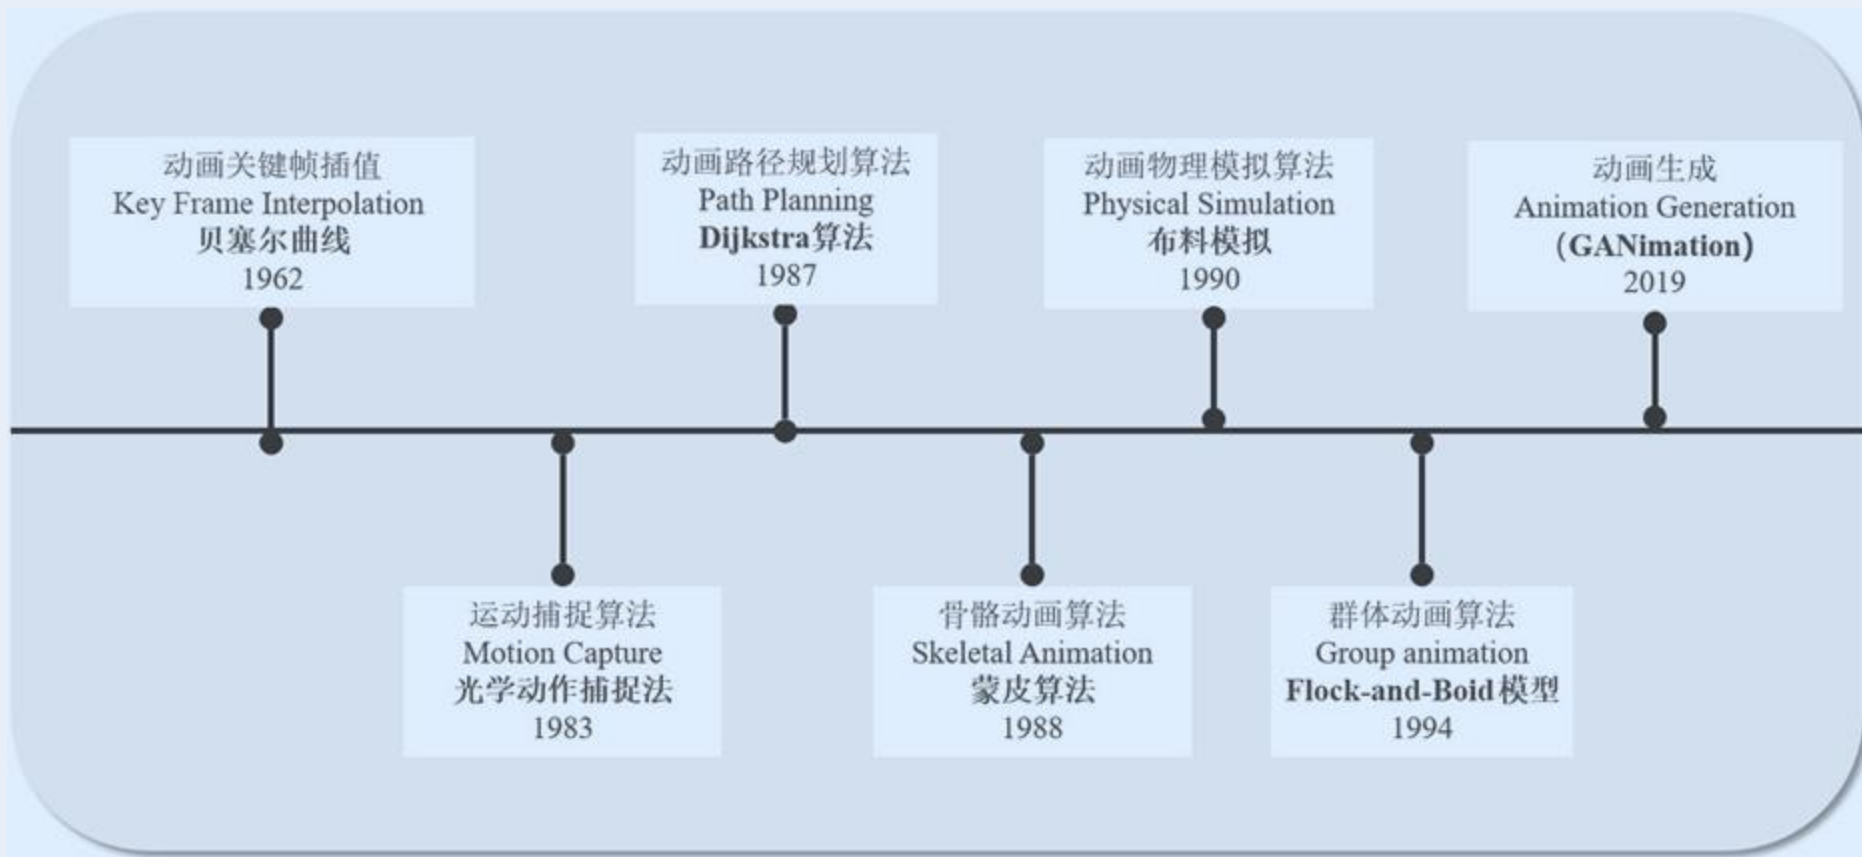 动画关键帧插值
Key Frame Interpolation
贝塞尔曲线
1962
运动捕捉算法
Motion Capture
光学动作捕捉法
1983
动画路径规划算法
Path Planning
Dijkstra算法
1987
骨骼动画算法
Skeletal Animation
蒙皮算法
1988
动画物理模拟算法
Physical Simulation
布料模拟
1990
群体动画算法
Group animation
Flock-and-Boid模型
1994
动画生成
Animation Generation
（GANimation）
2019